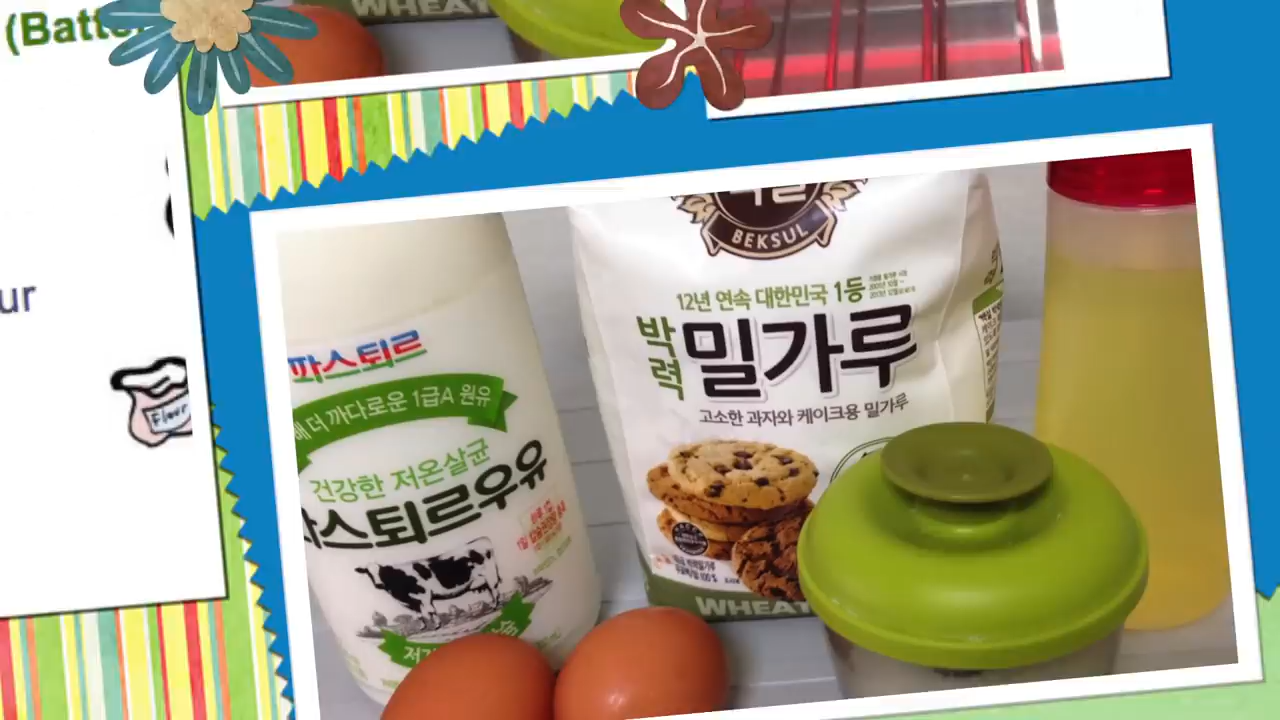 (Batte
WHEAT
ur
Flour
BEKSUL
12년 연속 대한민국 1등
박력
밀가루
고소한 과자와 케이크용 밀가루
파스퇴르
더 까다로운 1급A 원유
건강한 저온살균
파스퇴르우유
WHEAT